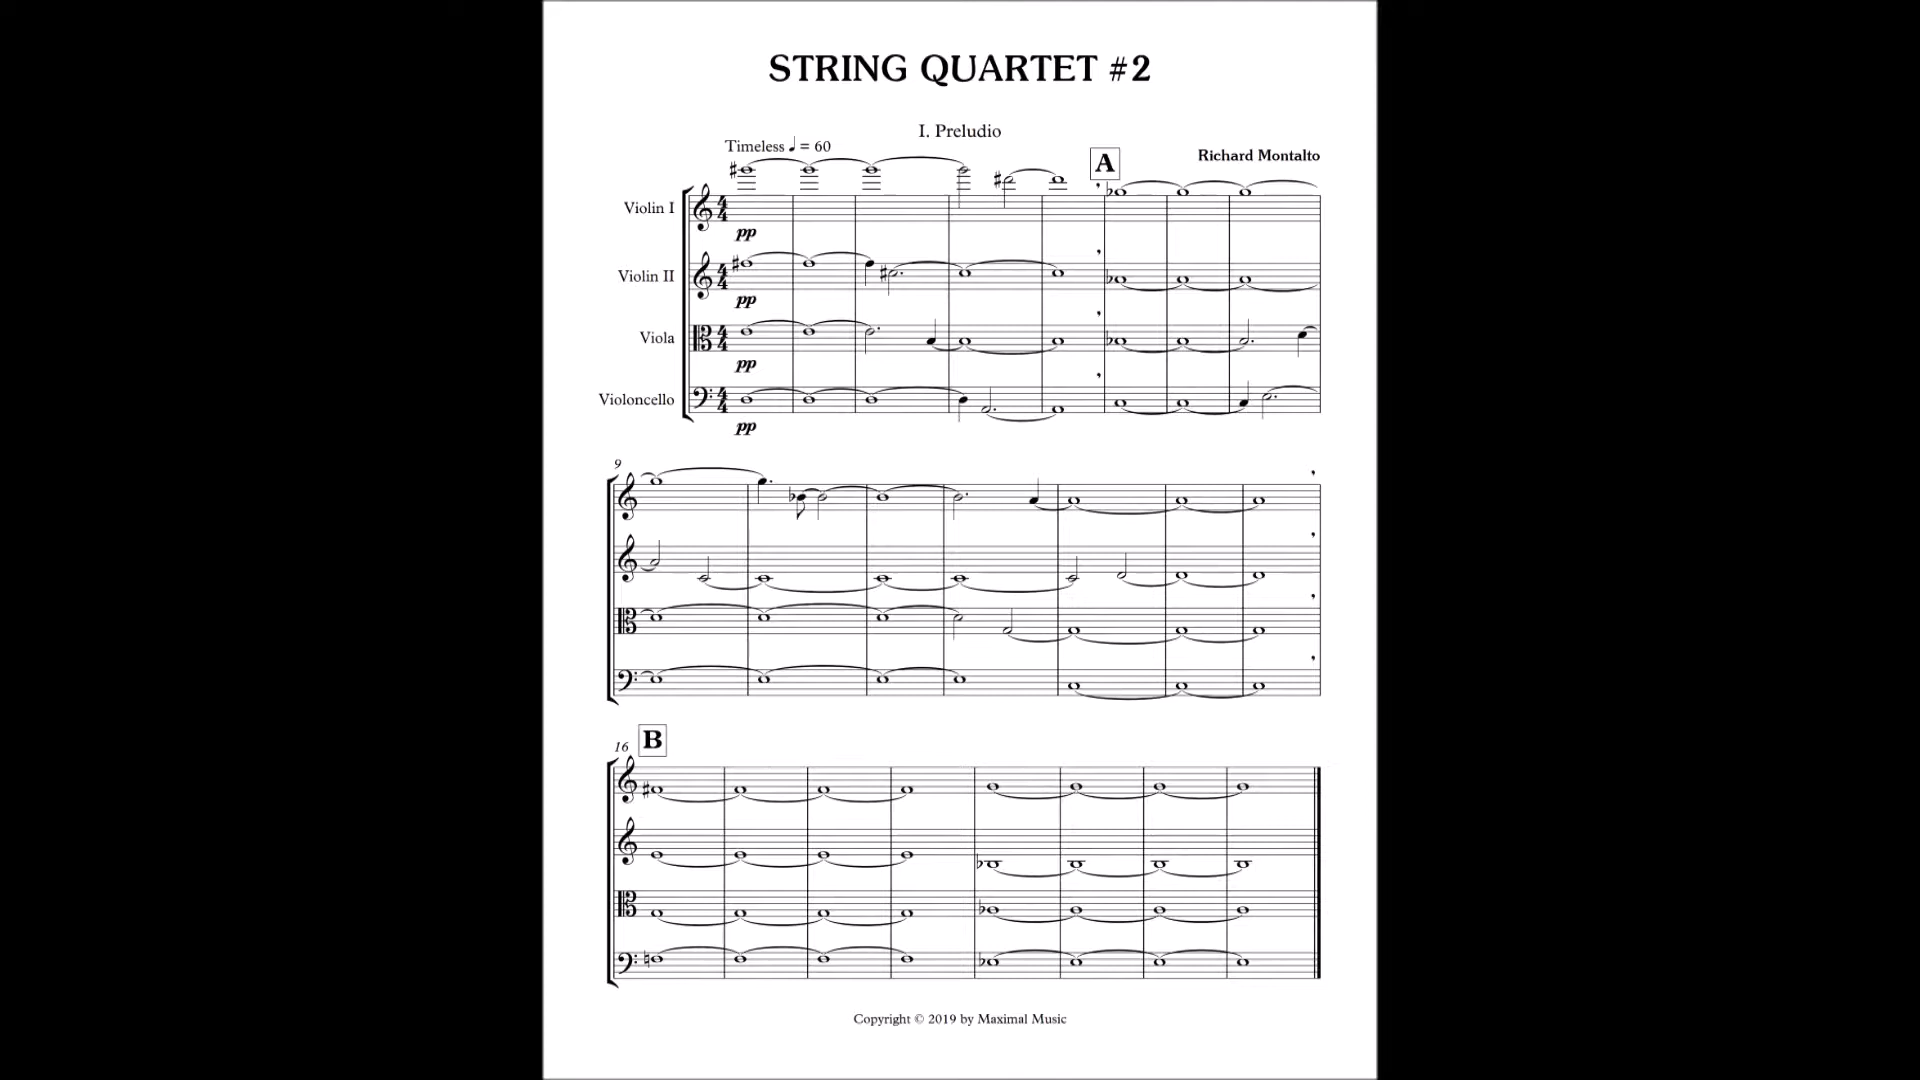 STRING QUARTET #2
I. Preludio
Timeless ♩ = 60
Richard Montalto
A
Violin I
pp
Violin II
pp
Viola
pp
Violoncello
pp
9
16
B
Copyright © 2019 by Maximal Music